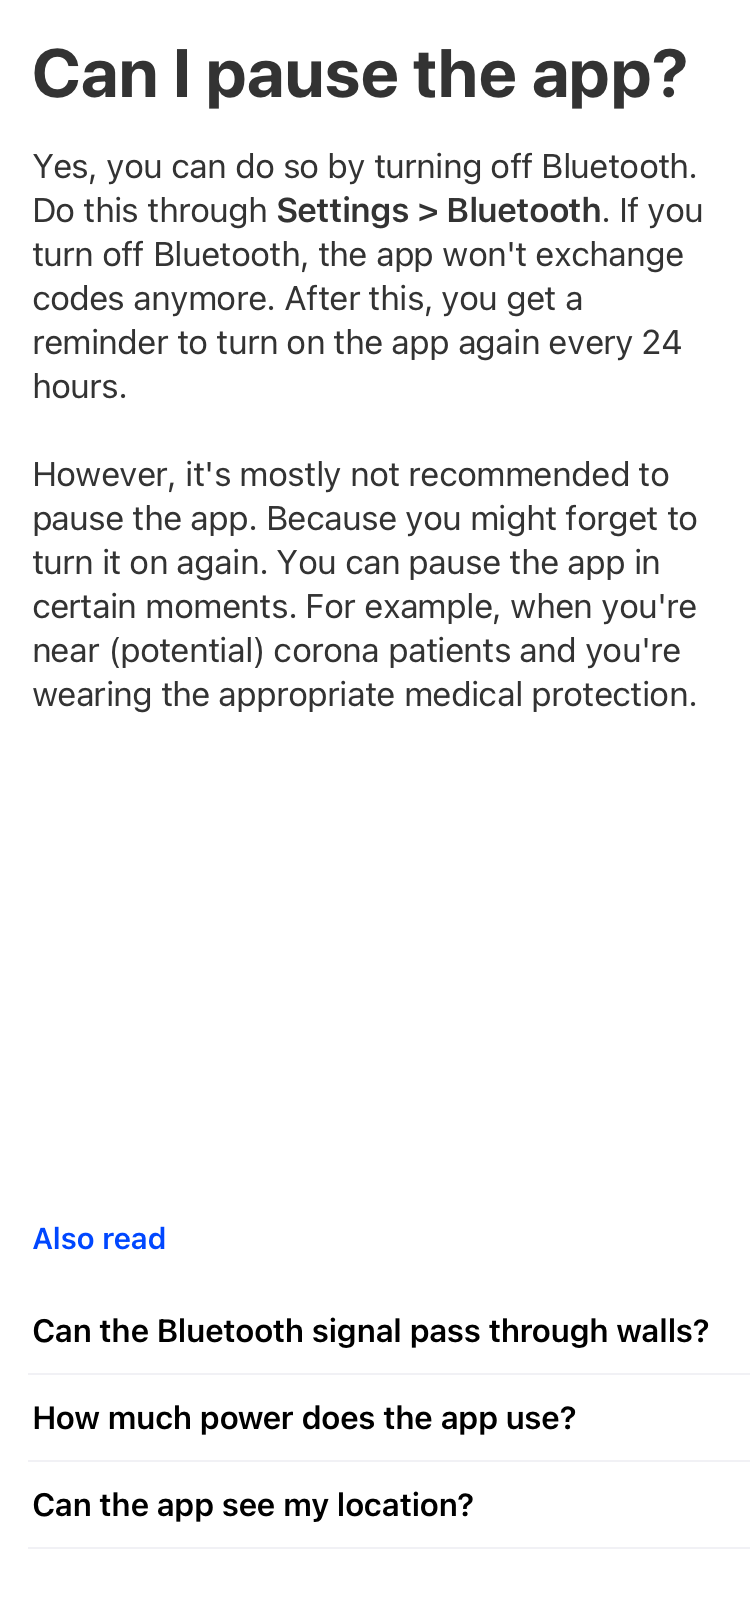 Can I pause the app?
Yes, you can do so by turning off Bluetooth.
Do this through Settings > Bluetooth. If you
turn off Bluetooth, the app won't exchange
codes anymore. After this, you get a
reminder to turn on the app again every 24
hours.
However, it's mostly not recommended to
pause the app. Because you might forget to
turn it on again. You can pause the app in
certain moments. For example, when you're
near (potential) corona patients and you're
wearing the appropriate medical protection.
Also read
Can the Bluetooth signal pass through walls?
How much power does the app use?
Can the app see my location?